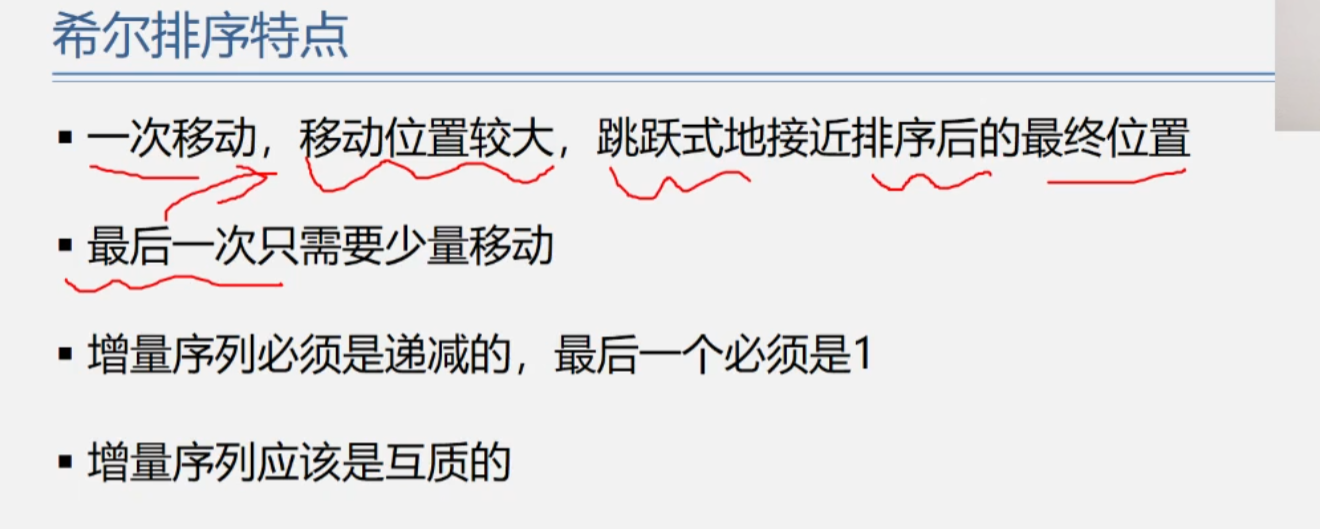 希尔排序特点
▪ 一次移动，移动位置较大，跳跃式地接近排序后的最终位置
▪ 最后一次只需要少量移动
▪ 增量序列必须是递减的，最后一个必须是1
▪ 增量序列应该是互质的